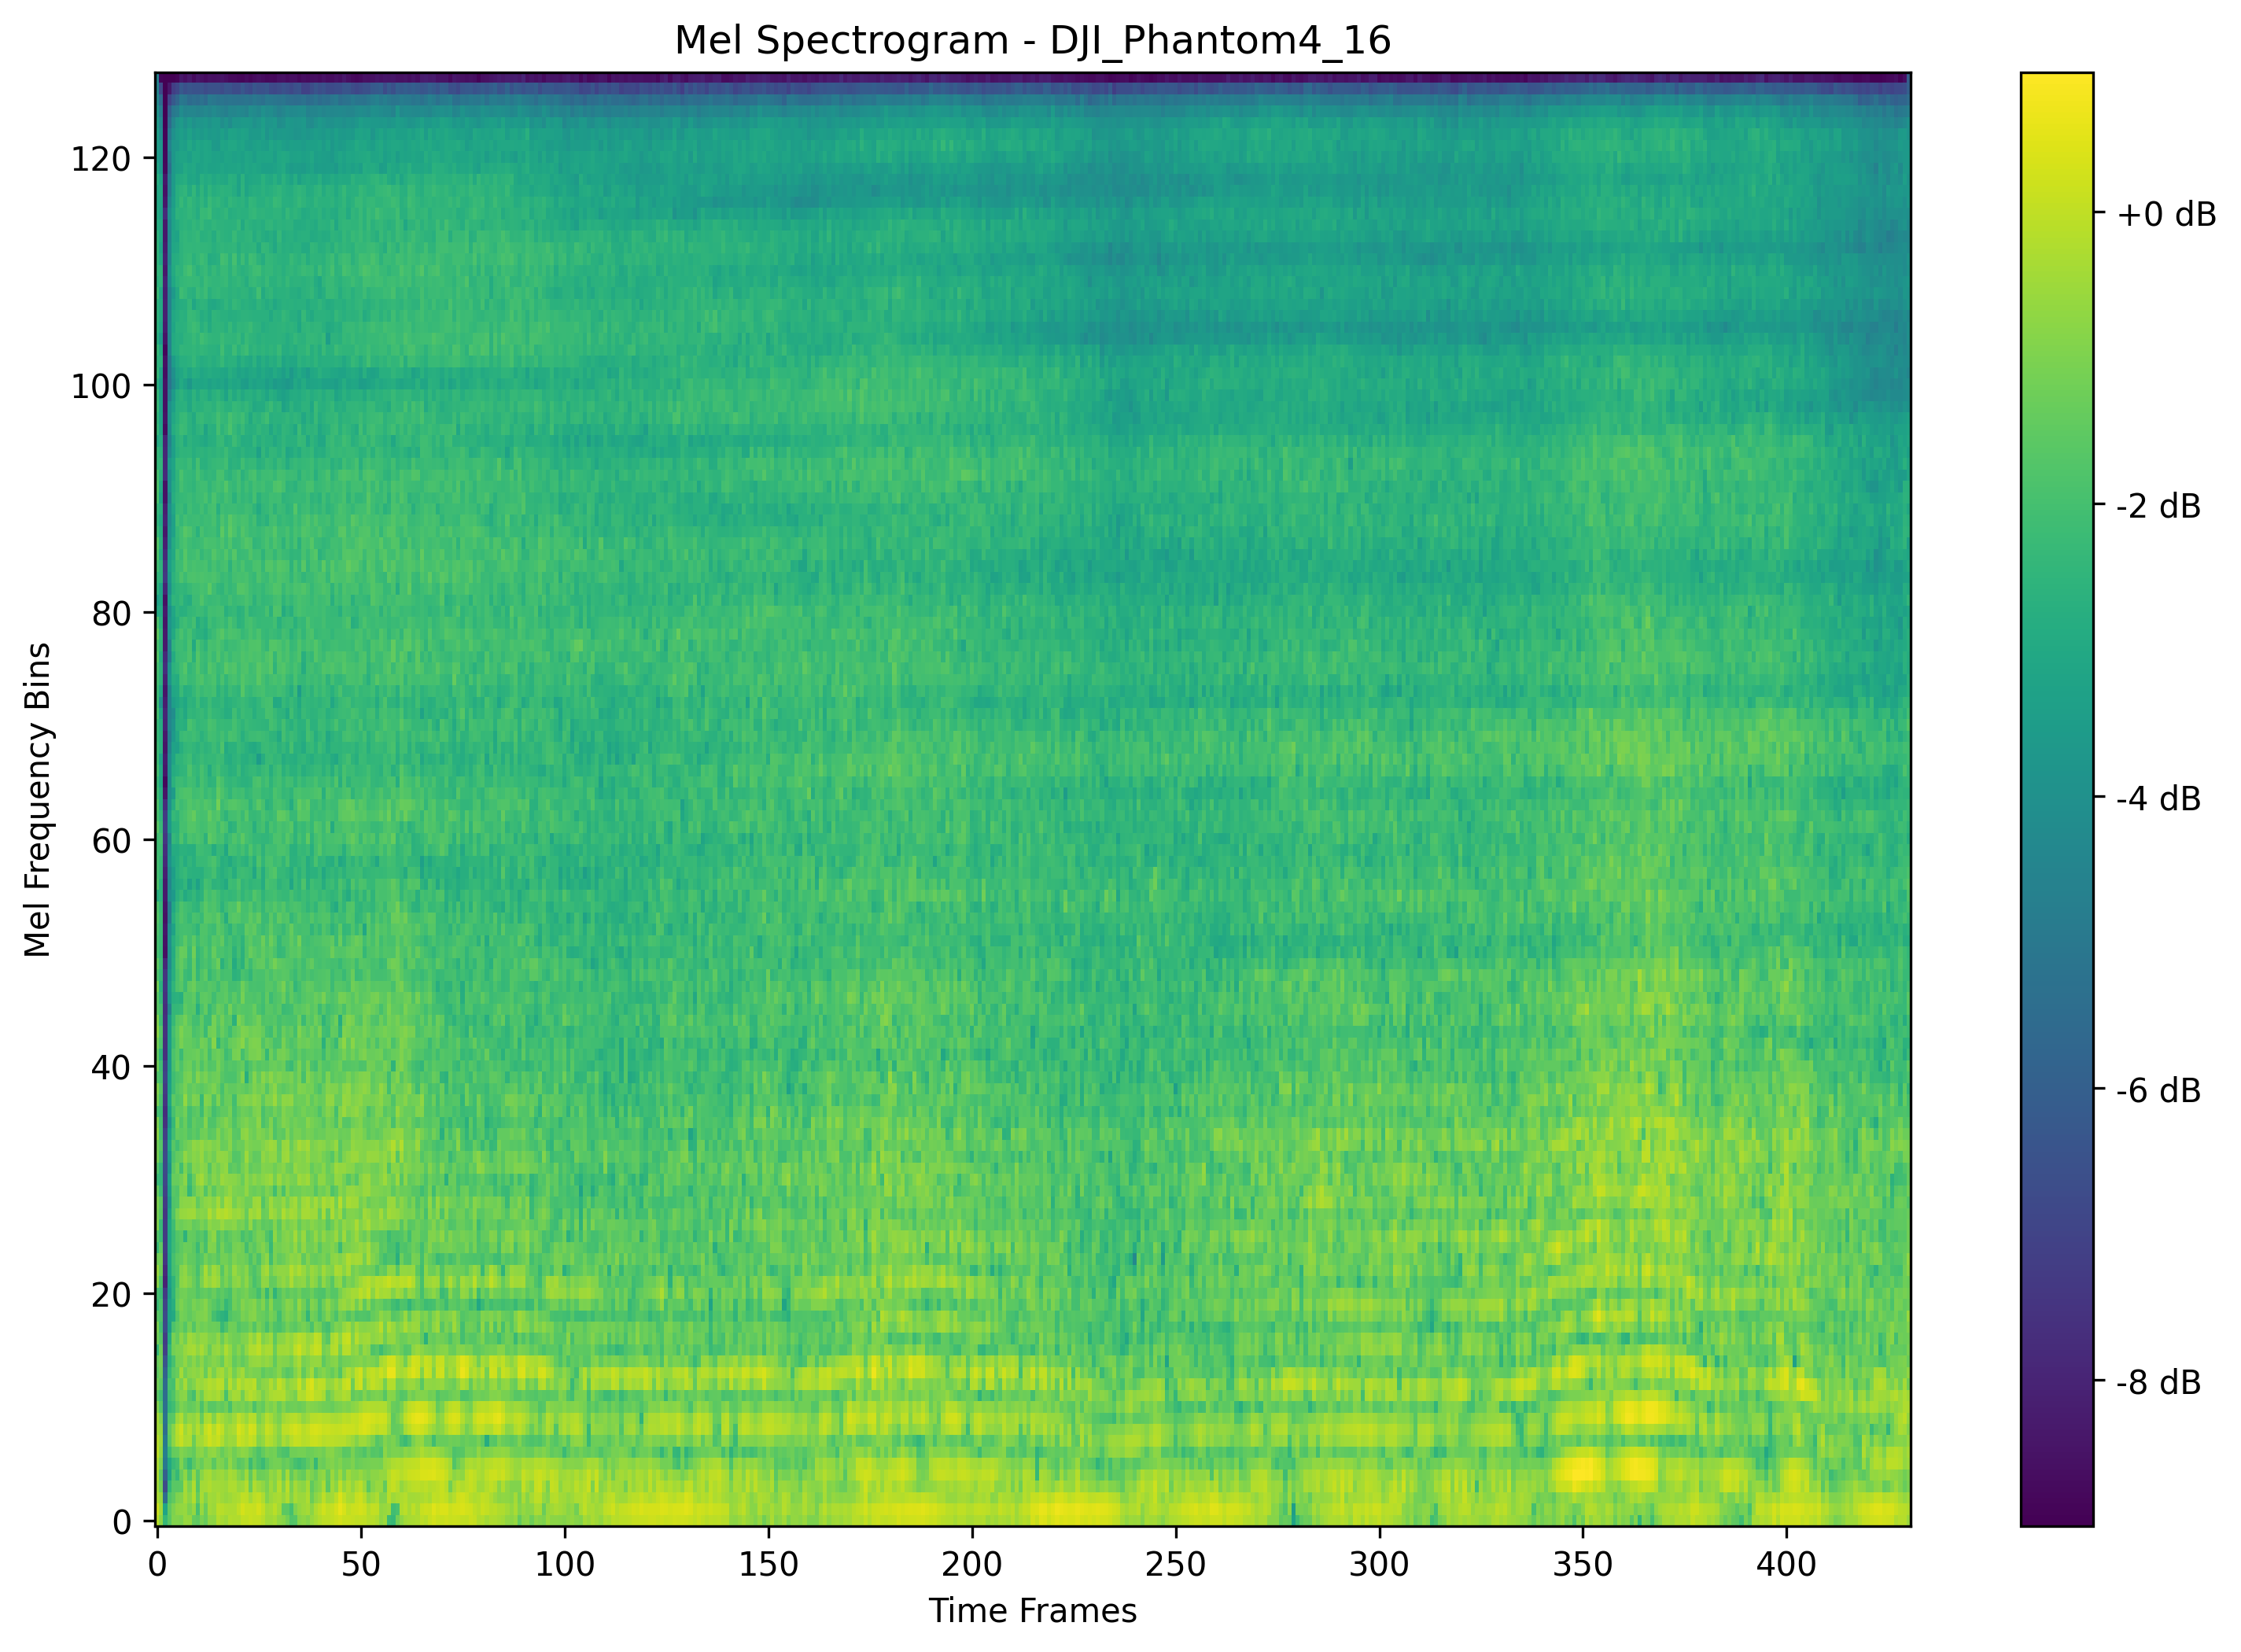 Mel Spectrogram - DJI_Phantom4_16
Mel Frequency Bins
120
100
80
60
40
20
0
0 50 100 150 200 250 300 350 400
Time Frames
+0 dB
-2 dB
-4 dB
-6 dB
-8 dB